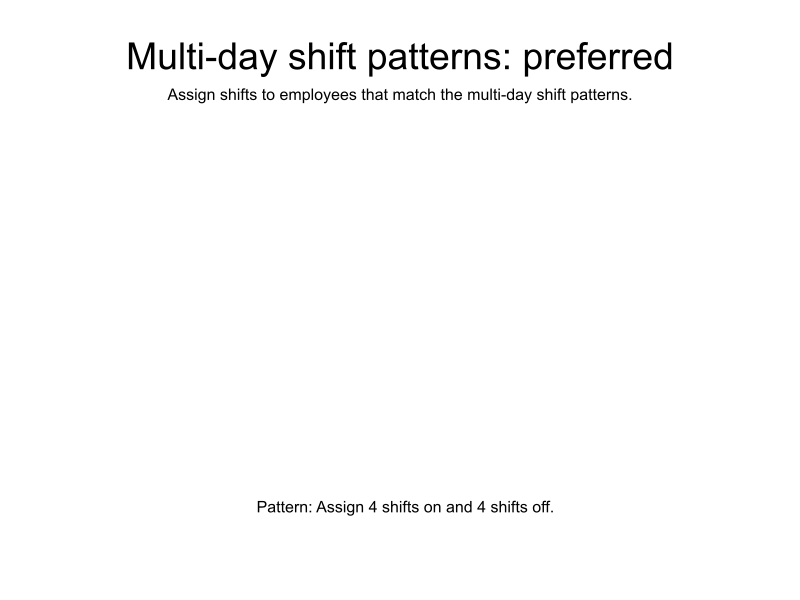 Multi-day shift patterns: preferred
Assign shifts to employees that match the multi-day shift patterns.
Pattern: Assign 4 shifts on and 4 shifts off.